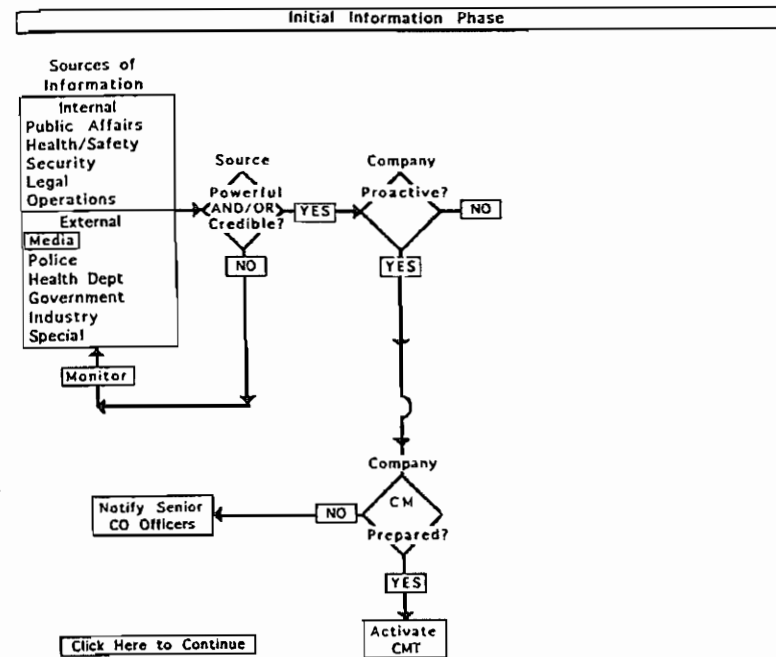 Initial Information Phase
Sources of
Information
Internal
Public Affairs
Health/Safety
Security
Legal
Operations
External
Media
Police
Health Dept
Government
Industry
Special
Monitor
Source
Powerful
AND/OR
Credible?
YES
NO
Company
Proactive?
NO
YES
Company
CM
Prepared?
NO
Notify Senior
CO Officers
YES
Activate
CMT
Click Here to Continue